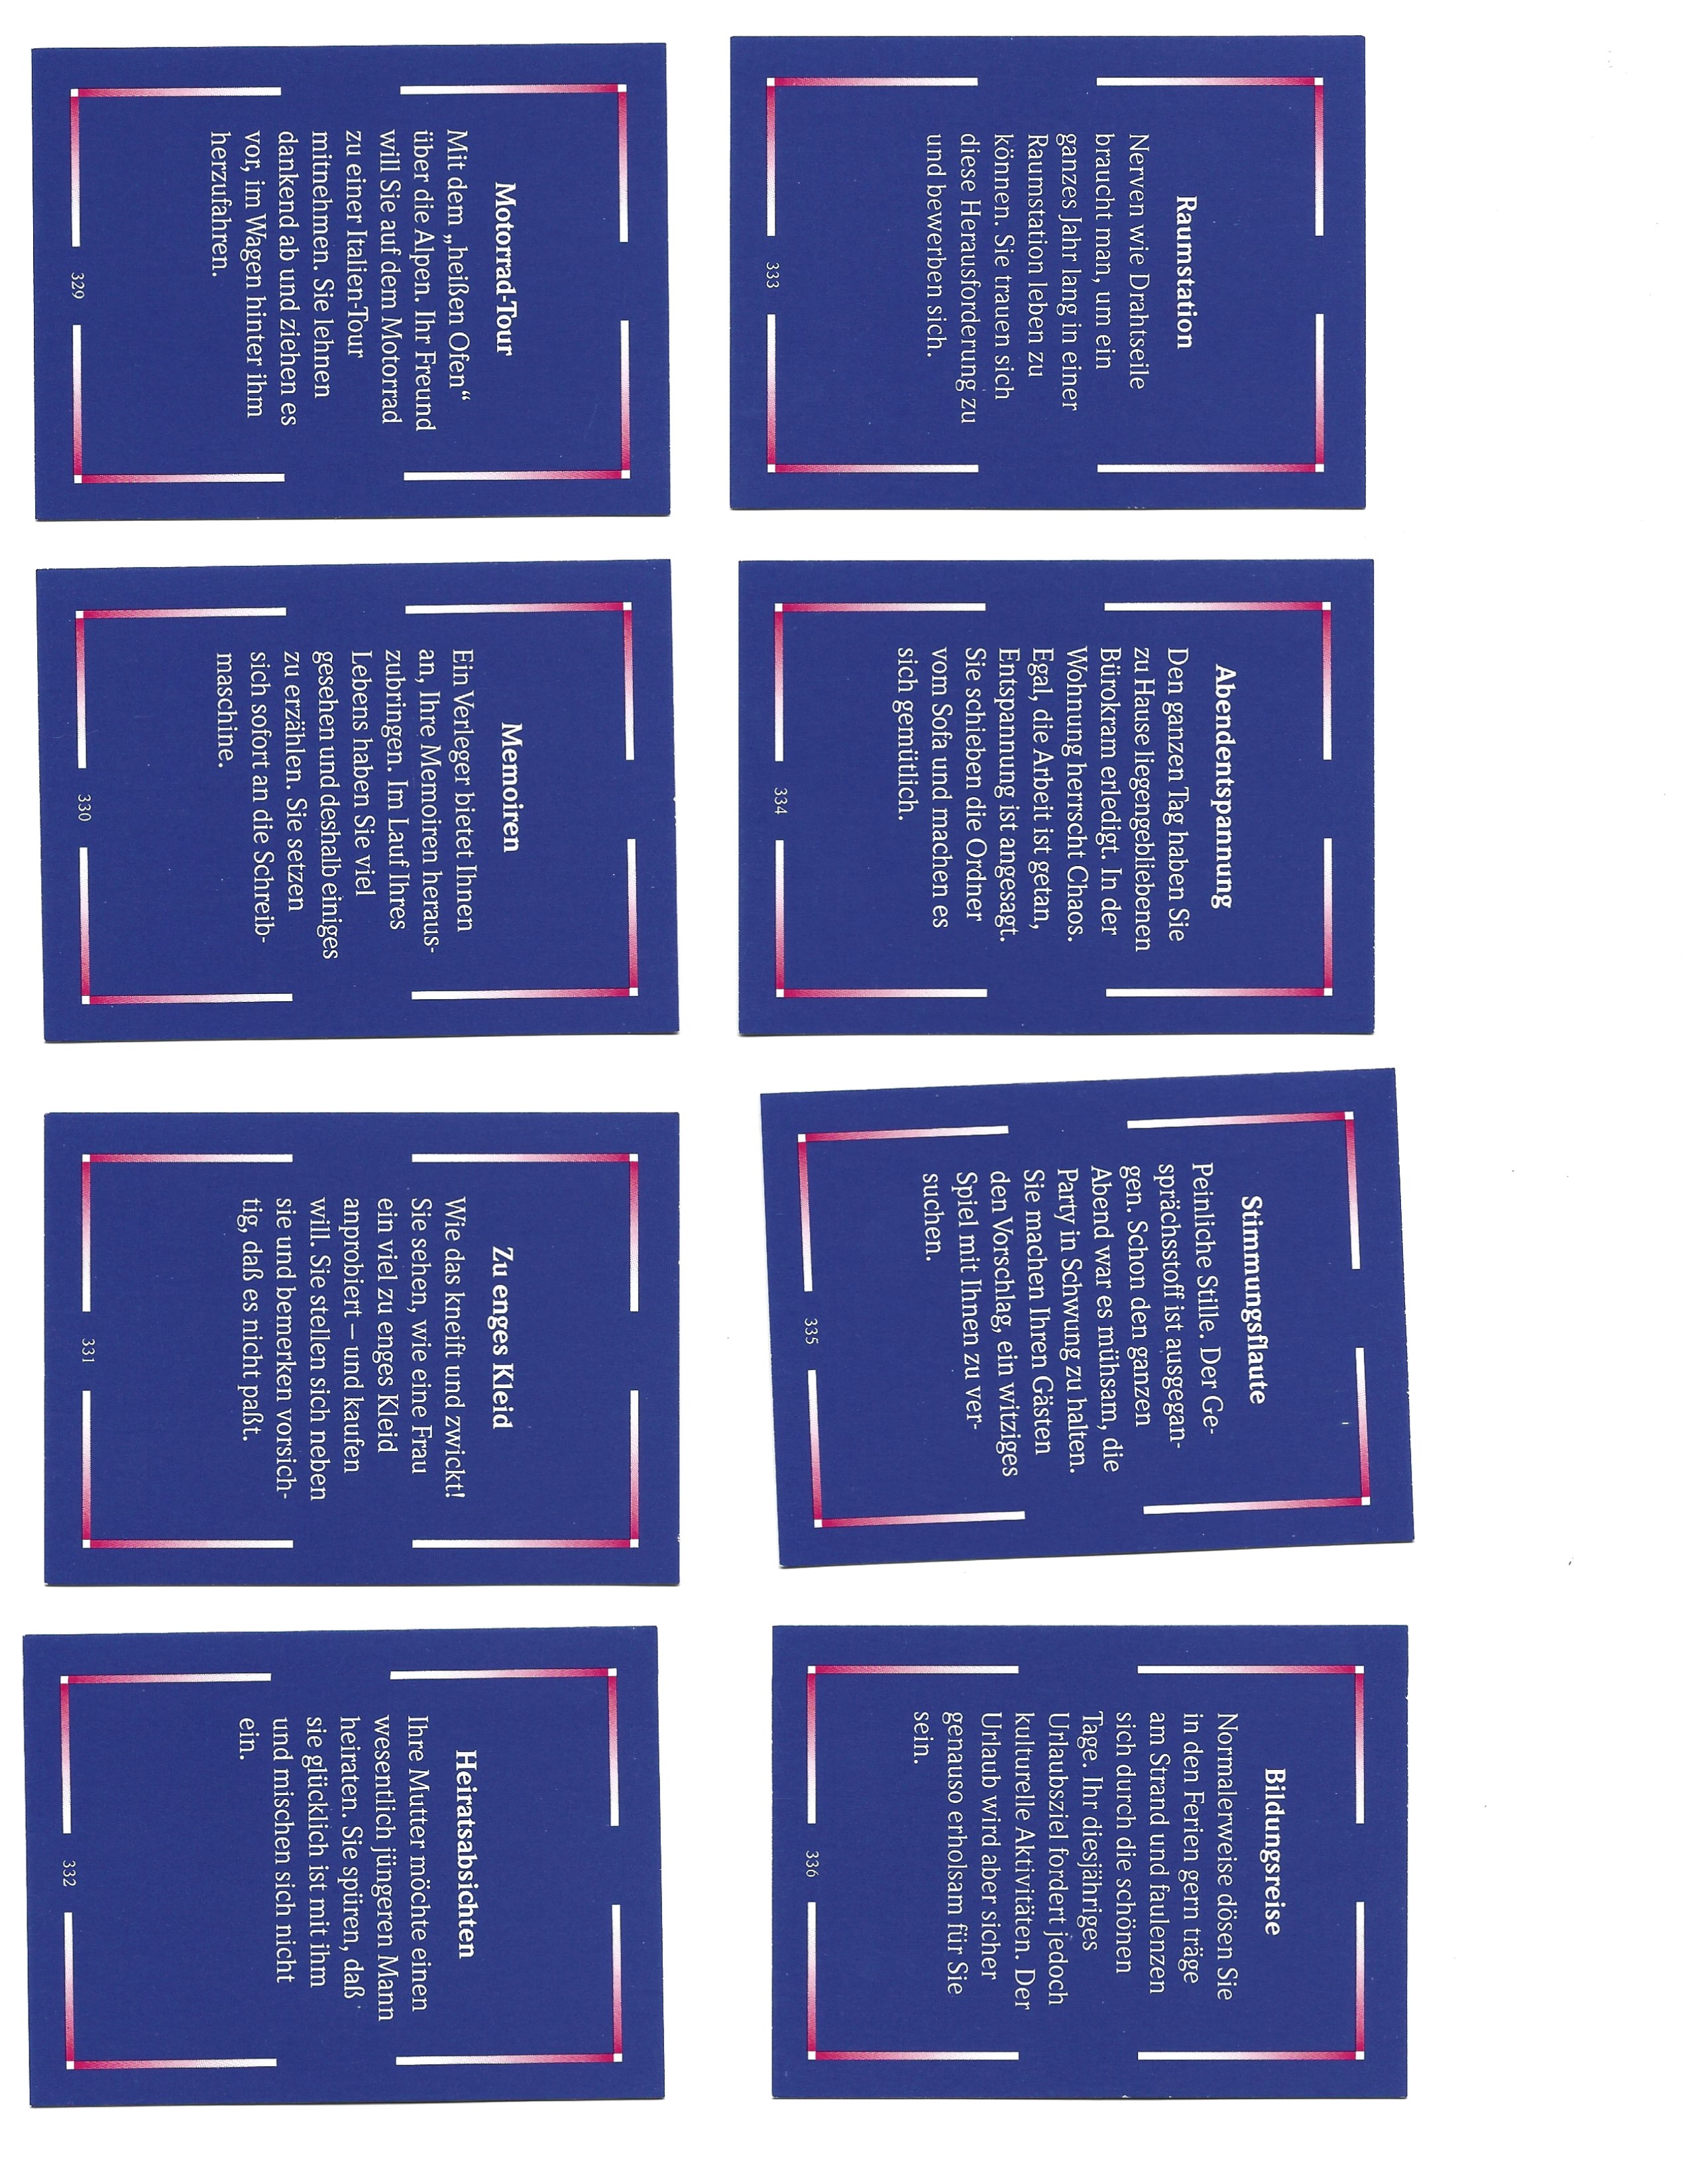 Motorrad-Tour
Mit dem „heißen Ofen“
über die Alpen. Ihr Freund
will Sie auf dem Motorrad
zu einer Italien-Tour
mitnehmen. Sie lehnen
dankend ab und ziehen es
vor, im Wagen hinter ihm
herzufahren.
329
Memoiren
Ein Verleger bietet Ihnen
an, Ihre Memoiren heraus-
zubringen. Im Lauf Ihres
Lebens haben Sie viel
gesehen und deshalb einiges
zu erzählen. Sie setzen
sich sofort an die Schreib-
maschine.
330
Zu enges Kleid
Wie das kneift und zwickt!
Sie sehen, wie eine Frau
ein viel zu enges Kleid
anprobiert – und kaufen
will. Sie stellen sich neben
sie und bemerken vorsich-
tig, daß es nicht paßt.
331
Heiratsabsichten
Ihre Mutter möchte einen
wesentlich jüngeren Mann
heiraten. Sie spüren, daß
sie glücklich ist mit ihm
und mischen sich nicht
ein.
332
Raumstation
Nerven wie Drahtseile
braucht man, um ein
ganzes Jahr lang in einer
Raumstation leben zu
können. Sie trauen sich
diese Herausforderung zu
und bewerben sich.
333
Abendentspannung
Den ganzen Tag haben Sie
zu Hause liegengebliebenen
Bürokram erledigt. In der
Wohnung herrscht Chaos.
Egal, die Arbeit ist getan,
Entspannung ist angesagt.
Sie schieben die Ordner
vom Sofa und machen es
sich gemütlich.
334
Stimmungsflaute
Peinliche Stille. Der Ge-
sprächsstoff ist ausgegan-
gen. Schon den ganzen
Abend war es mühsam, die
Party in Schwung zu halten.
Sie machen Ihren Gästen
den Vorschlag, ein witziges
Spiel mit Ihnen zu ver-
suchen.
335
Bildungsreise
Normalerweise dösen Sie
in den Ferien gern träge
am Strand und faulenzen
sich durch die schönen
Tage. Ihr diesjähriges
Urlaubsziel fordert jedoch
kulturelle Aktivitäten. Der
Urlaub wird aber sicher
genauso erholsam für Sie
sein.
336